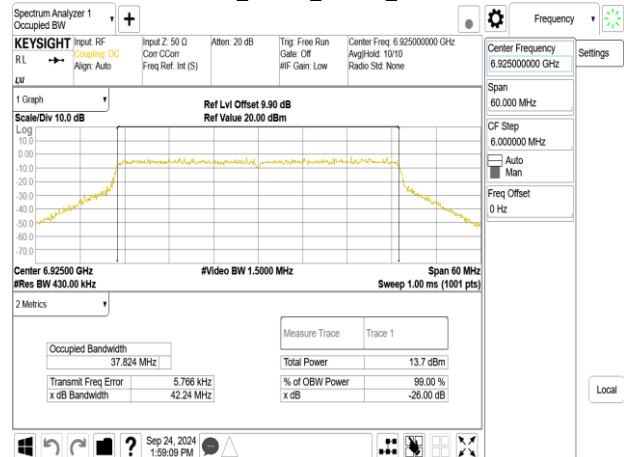 Spectrum Analyzer 1
Occupied BW
Frequency
KEYSIGHT
Input: RF
Input Z: 50 Ω
Atten: 20 dB
Trig: Free Run
Center Freq: 6.925000000 GHz
RL
Coupling: DC
Corr CCorr
Gate: Off
Avg|Hold: 10/10
Align: Auto
Freq Ref: Int (S)
#IF Gain: Low
Radio Std: None
LXI
Center Frequency
6.925000000 GHz
Settings
Span
60.000 MHz
CF Step
6.000000 MHz
Auto
Man
Freq Offset
0 Hz
1 Graph
Ref Lvl Offset 9.90 dB
Scale/Div 10.0 dB
Ref Value 20.00 dBm
Log
10.0
0.00
-10.0
-20.0
-30.0
-40.0
-50.0
-60.0
-70.0
Center 6.92500 GHz
#Video BW 1.5000 MHz
Span 60 MHz
#Res BW 430.00 kHz
Sweep 1.00 ms (1001 pts)
2 Metrics
Measure Trace
Trace 1
Occupied Bandwidth
37.824 MHz
Total Power
13.7 dBm
Transmit Freq Error
5.766 kHz
% of OBW Power
99.00 %
x dB Bandwidth
42.24 MHz
x dB
-26.00 dB
Local
?
Sep 24, 2024
1:59:09 PM